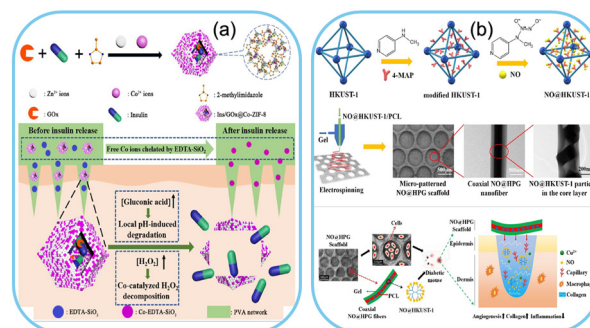 (a)
Zn²⁺ ions
Co²⁺ ions
2-methylimidazole
GOx
Insulin
Ins/GOx@Co-ZIF-8
Before insulin release
Free Co ions chelated by EDTA-SiO₂
After insulin release
[Gluconic acid]
Local pH-induced
degradation
[H₂O₂]
Co-catalyzed H₂O₂
decomposition
: EDTA-SiO₂
: Co-EDTA-SiO₂
: PVA network
(b)
HKUST-1
4-MAP
modified HKUST-1
NO
NO@HKUST-1
NO@HKUST-1/PCL
Gel
Electrospinning
500μm
200nm
Micro-patterned
NO@HPG scaffold
Coaxial NO@HPG
nanofiber
NO@HKUST-1 partic
in the core layer
NO@HPG
Scaffold
Cells
Gel
PCL
Coaxial
NO@HPG fibers
NO@HKUST-1
Diabetic
mouse
NO@HPG
Scaffold
Epidermis
Dermis
Cu²⁺
NO
Capillary
Macrophag
Collagen
Angiogenesis⬆ Collagen⬆ Inflammation⬇